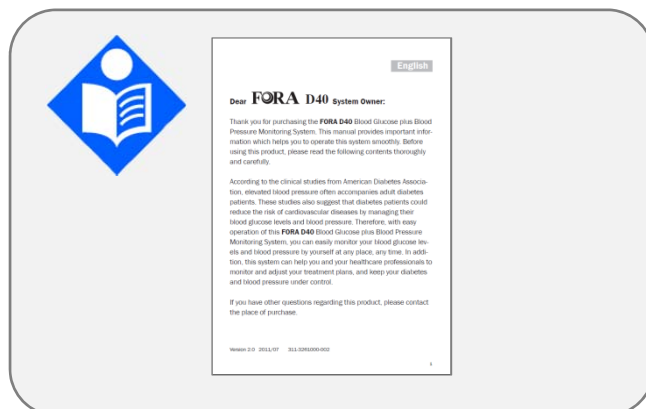 English
Dear FORA D40 System Owner:
Thank you for purchasing the FORA D40 Blood Glucose plus Blood
Pressure Monitoring System. This manual provides important infor-
mation which helps you to operate this system smoothly. Before
using this product, please read the following contents thoroughly
and carefully.
According to the clinical studies from American Diabetes Associa-
tion, elevated blood pressure often accompanies adult diabetes
patients. These studies also suggest that diabetes patients could
reduce the risk of cardiovascular diseases by managing their
blood glucose levels and blood pressure. Therefore, with easy
operation of this FORA D40 Blood Glucose plus Blood Pressure
Monitoring System, you can easily monitor your blood glucose lev-
els and blood pressure by yourself at any place, any time. In addi-
tion, this system can help you and your healthcare professionals to
monitor and adjust your treatment plans, and keep your diabetes
and blood pressure under control.
If you have other questions regarding this product, please contact
the place of purchase.
Version 2.0 2011/07 311-3261000-002